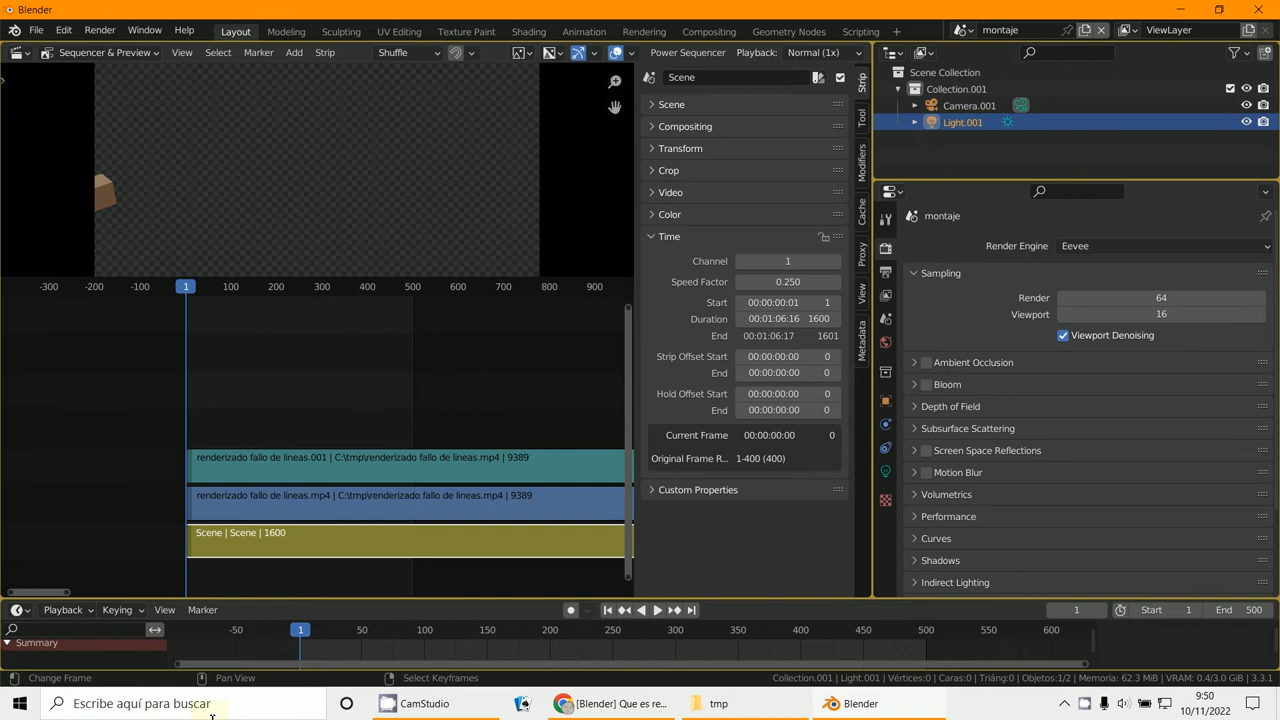 Blender
File Edit Render Window Help Layout Modeling Sculpting UV Editing Texture Paint Shading Animation Rendering Compositing Geometry Nodes Scripting + montaje ViewLayer
Sequencer & Preview View Select Marker Add Strip Shuffle Power Sequencer Playback: Normal (1x)
Scene
Scene
Compositing
Transform
Crop
Video
Color
Time
Channel 1
Speed Factor 0.250
Start 00:00:00:01 1
Duration 00:01:06:16 1600
End 00:01:06:17 1601
Strip Offset Start 00:00:00:00 0
End 00:00:00:00 0
Hold Offset Start 00:00:00:00 0
End 00:00:00:00 0
Current Frame 00:00:00:00 0
Original Frame R... 1-400 (400)
Custom Properties
Strip
Tool
Modifiers
Cache
Proxy
View
Metadata
-300 -200 -100 1 100 200 300 400 500 600 700 800 900
renderizado fallo de lineas.001 | C:\tmp\renderizado fallo de lineas.mp4 | 9389
renderizado fallo de lineas.mp4 | C:\tmp\renderizado fallo de lineas.mp4 | 9389
Scene | Scene | 1600
Scene Collection
Collection.001
Camera.001
Light.001
montaje
Render Engine Eevee
Sampling
Render 64
Viewport 16
Viewport Denoising
Ambient Occlusion
Bloom
Depth of Field
Subsurface Scattering
Screen Space Reflections
Motion Blur
Volumetrics
Performance
Curves
Shadows
Indirect Lighting
Playback Keying View Marker 1 Start 1 End 500
-50 1 50 100 150 200 250 300 350 400 450 500 550 600
Summary
Change Frame Pan View Select Keyframes Collection.001 | Light.001 | Vértices:0 | Caras:0 | Triáng:0 | Objetos:1/2 | Memory: 62.3 MiB | VRAM: 0.4/3.0 GiB | 3.3.1
Escribe aquí para buscar CamStudio [Blender] Que es re... tmp Blender 9:50
10/11/2022